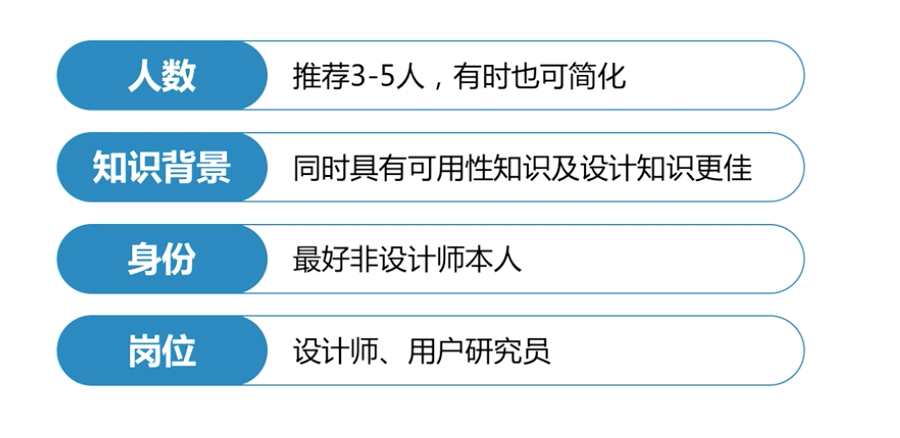 人数
推荐3-5人，有时也可简化
知识背景
同时具有可用性知识及设计知识更佳
身份
最好非设计师本人
岗位
设计师、用户研究员